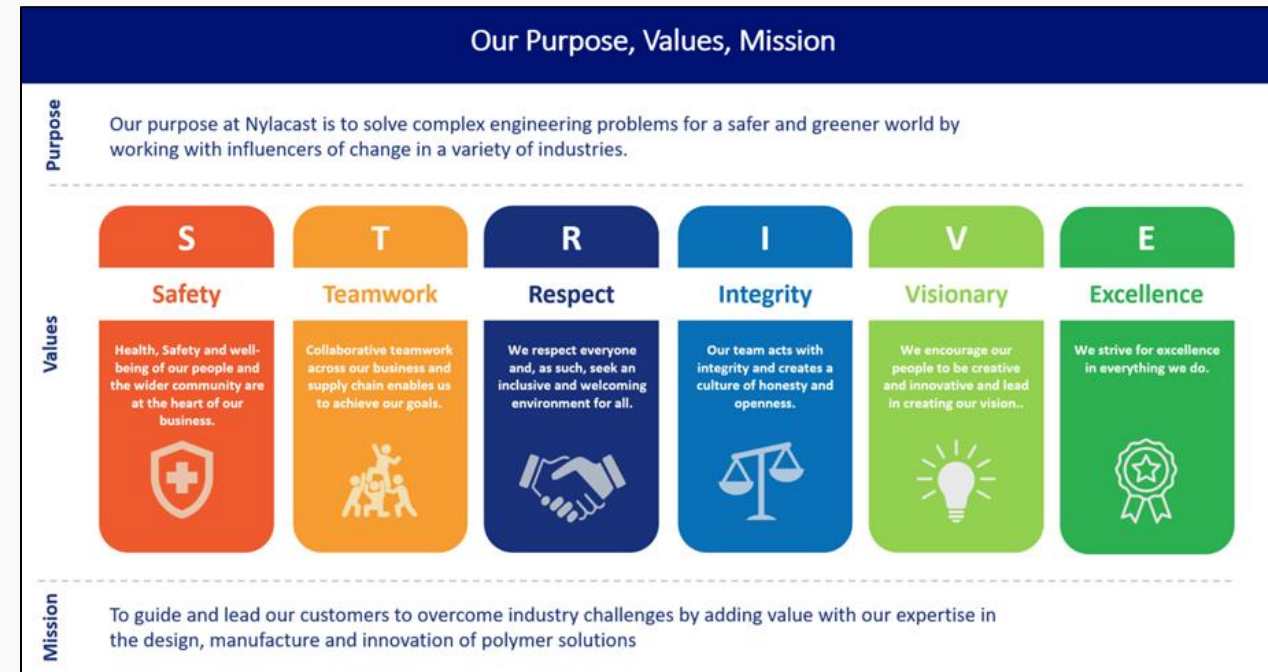 Our Purpose, Values, Mission
Purpose
Our purpose at Nylacast is to solve complex engineering problems for a safer and greener world by
working with influencers of change in a variety of industries.
Values
S
Safety
Health, Safety and well-
being of our people and
the wider community are
at the heart of our
business.
T
Teamwork
Collaborative teamwork
across our business and
supply chain enables us
to achieve our goals.
R
Respect
We respect everyone
and, as such, seek an
inclusive and welcoming
environment for all.
I
Integrity
Our team acts with
integrity and creates a
culture of honesty and
openness.
V
Visionary
We encourage our
people to be creative
and innovative and lead
in creating our vision..
E
Excellence
We strive for excellence
in everything we do.
Mission
To guide and lead our customers to overcome industry challenges by adding value with our expertise in
the design, manufacture and innovation of polymer solutions